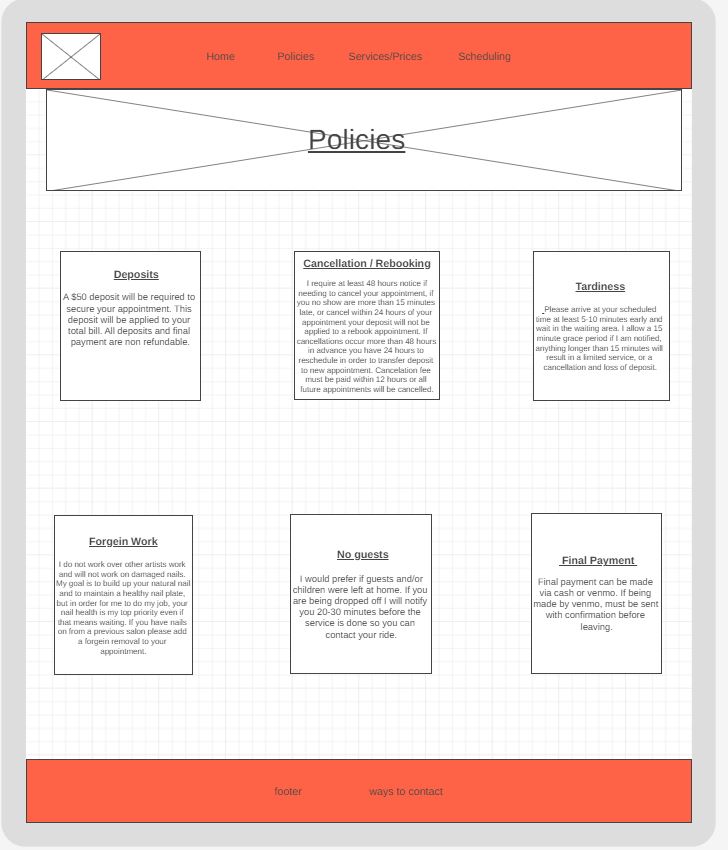 Home Policies Services/Prices Scheduling
Policies
Deposits
A $50 deposit will be required to
secure your appointment. This
deposit will be applied to your
total bill. All deposits and final
payment are non refundable.
Cancellation / Rebooking
I require at least 48 hours notice if
needing to cancel your appointment, if
you no show are more than 15 minutes
late, or cancel within 24 hours of your
appointment your deposit will not be
applied to a rebook appointment. If
cancellations occur more than 48 hours
in advance you have 24 hours to
reschedule in order to transfer deposit
to new appointment. Cancelation fee
must be paid within 12 hours or all
future appointments will be cancelled.
Tardiness
Please arrive at your scheduled
time at least 5-10 minutes early and
wait in the waiting area. I allow a 15
minute grace period if I am notified,
anything longer than 15 minutes will
result in a limited service, or a
cancellation and loss of deposit.
Forgein Work
I do not work over other artists work
and will not work on damaged nails.
My goal is to build up your natural nail
and to maintain a healthy nail plate,
but in order for me to do my job, your
nail health is my top priority even if
that means waiting. If you have nails
on from a previous salon please add
a forgein removal to your
appointment.
No guests
I would prefer if guests and/or
children were left at home. If you
are being dropped off I will notify
you 20-30 minutes before the
service is done so you can
contact your ride.
Final Payment
Final payment can be made
via cash or venmo. If being
made by venmo, must be sent
with confirmation before
leaving.
footer ways to contact